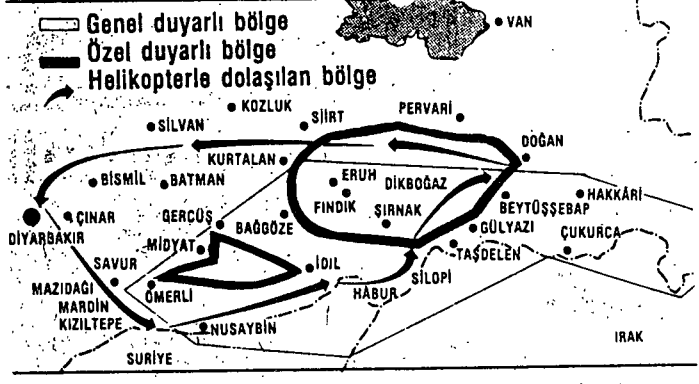 Genel duyarlı bölge
Özel duyarlı bölge
Helikopterle dolaşılan bölge
VAN
KOZLUK
SİİRT
PERVARİ
SİLVAN
KURTALAN
DOĞAN
BİSMİL
BATMAN
ERUH
DİKBOĞAZ
HAKKÂRİ
FINDIK
BEYTÜŞŞEBAP
ÇINAR
GERCÜŞ
BAĞGÖZE
ŞIRNAK
GÜLYAZI
ÇUKURCA
DİYARBAKIR
MİDYAT
TAŞDELEN
SAVUR
İDİL
SİLOPİ
MAZIDAĞI
ÖMERLİ
HABUR
MARDİN
KIZILTEPE
NUSAYBİN
IRAK
SURİYE